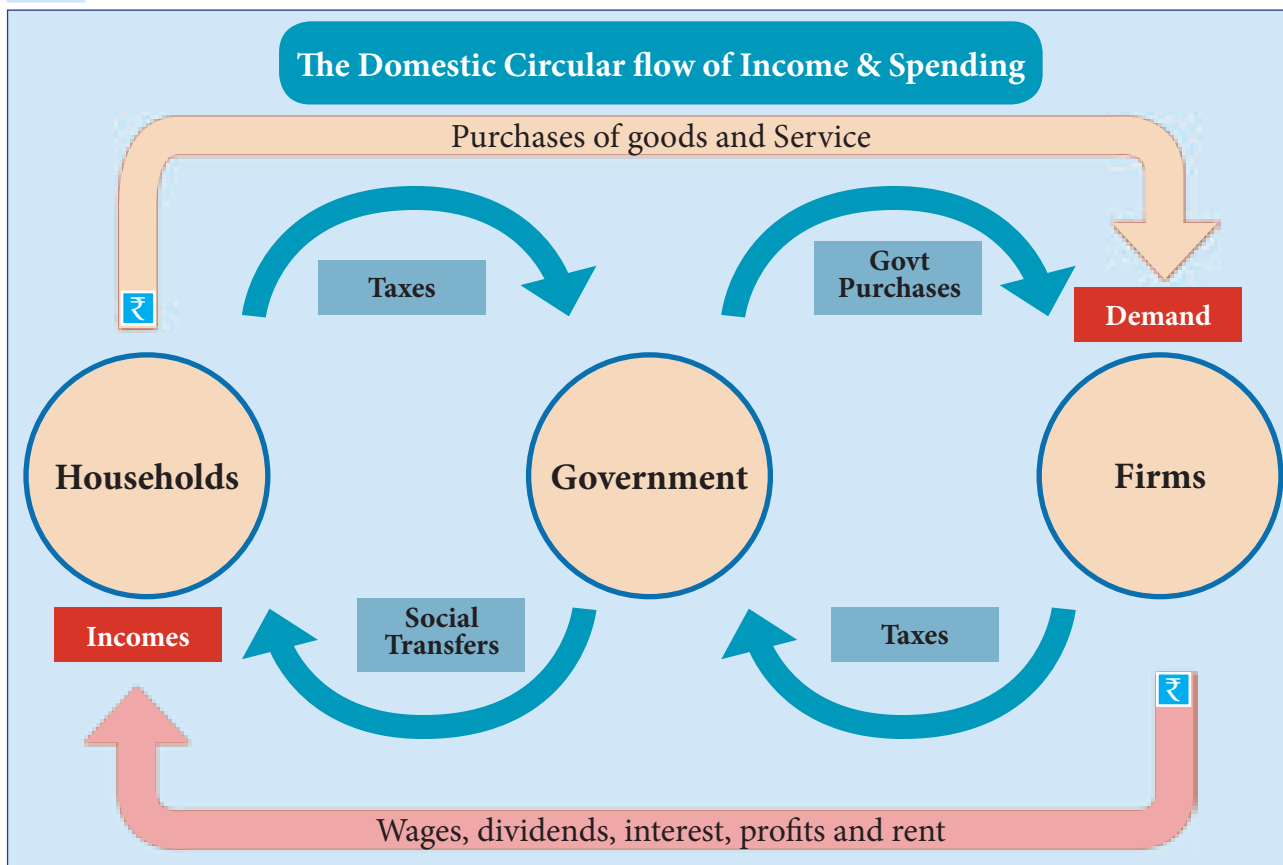 The Domestic Circular flow of Income & Spending
Purchases of goods and Service
Taxes
Govt
Purchases
₹
Demand
Households
Government
Firms
Incomes
Social
Transfers
Taxes
₹
Wages, dividends, interest, profits and rent